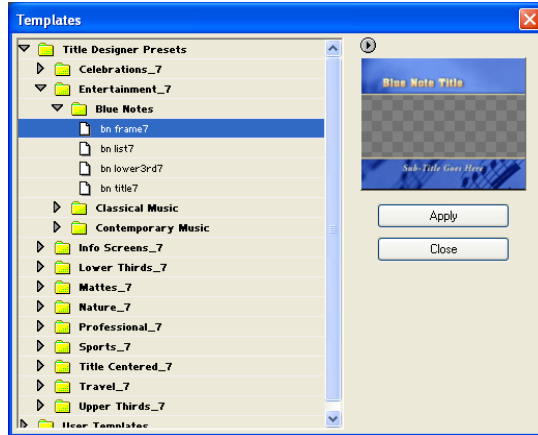 Templates
Title Designer Presets
Celebrations_7
Entertainment_7
Blue Notes
bn frame7
bn list7
bn lower3rd7
bn title7
Classical Music
Contemporary Music
Info Screens_7
Lower Thirds_7
Mattes_7
Nature_7
Professional_7
Sports_7
Title Centered_7
Travel_7
Upper Thirds_7
User Templates
Blue Note Title
Sub-Title Goes Here
Apply
Close